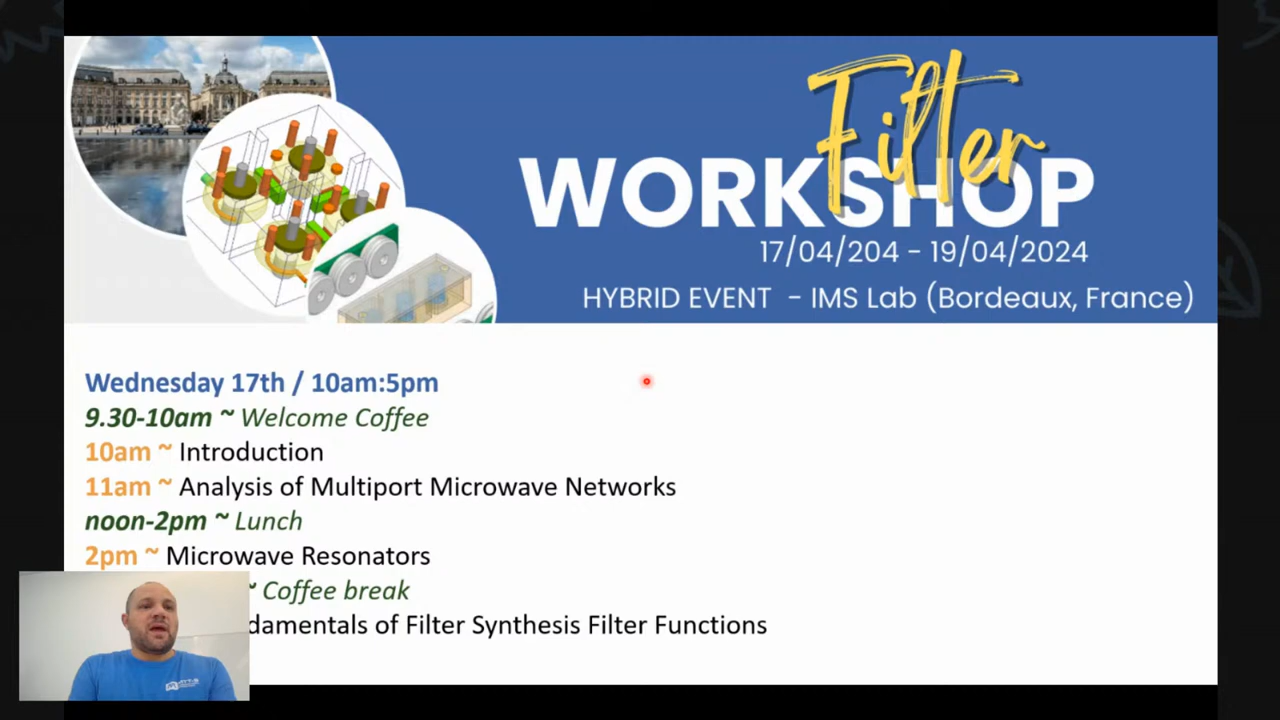 Filter
WORKSHOP
17/04/204 - 19/04/2024
HYBRID EVENT - IMS Lab (Bordeaux, France)
Wednesday 17th / 10am:5pm
9.30-10am ~ Welcome Coffee
10am ~ Introduction
11am ~ Analysis of Multiport Microwave Networks
noon-2pm ~ Lunch
2pm ~ Microwave Resonators
~ Coffee break
damentals of Filter Synthesis Filter Functions